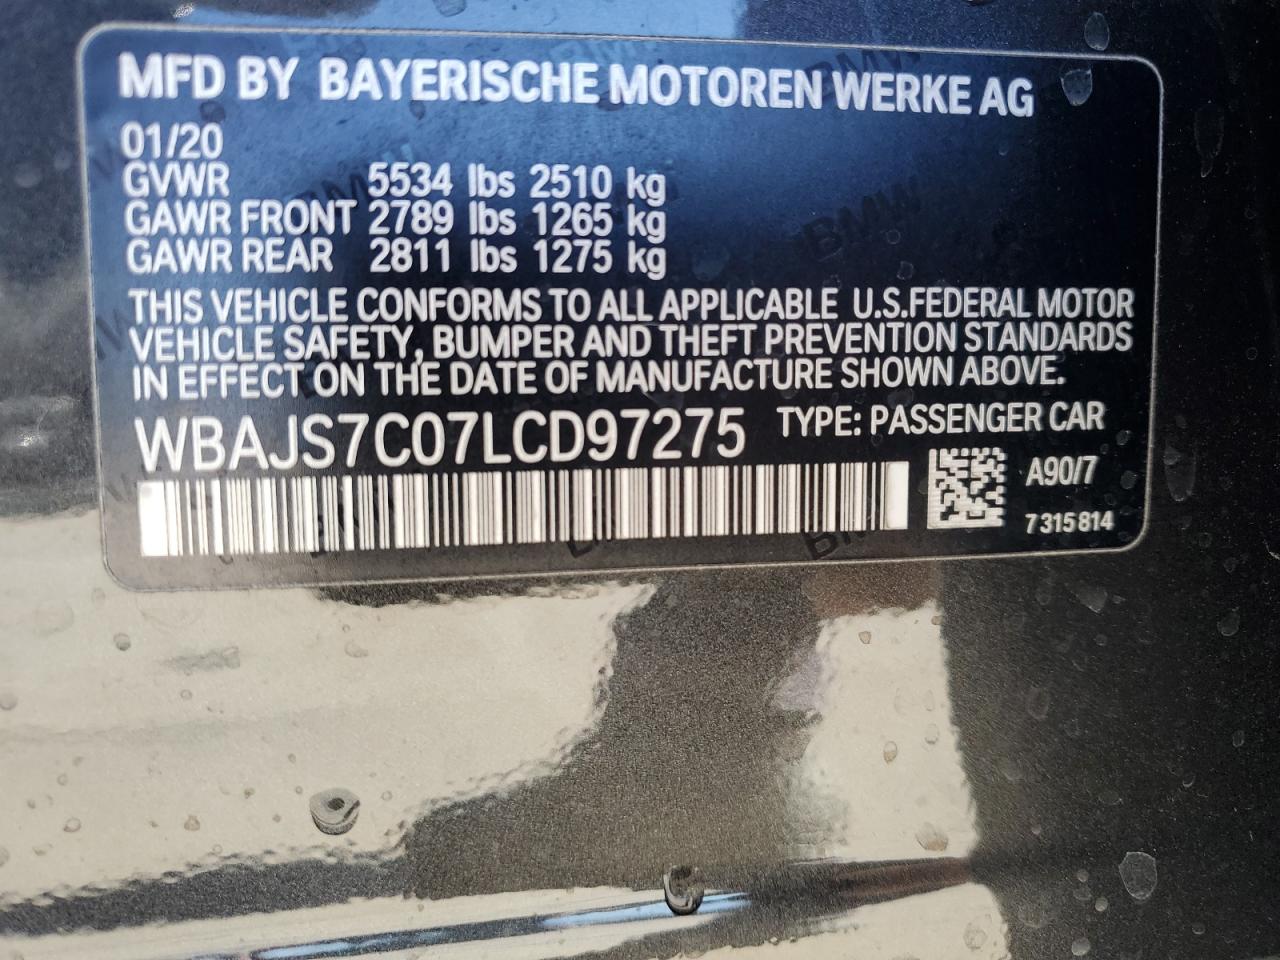 MFD BY BAYERISCHE MOTOREN WERKE AG
01/20
GVWR 5534 lbs 2510 kg
GAWR FRONT 2789 lbs 1265 kg
GAWR REAR 2811 lbs 1275 kg
THIS VEHICLE CONFORMS TO ALL APPLICABLE U.S.FEDERAL MOTOR
VEHICLE SAFETY, BUMPER AND THEFT PREVENTION STANDARDS
IN EFFECT ON THE DATE OF MANUFACTURE SHOWN ABOVE.
WBAJS7C07LCD97275 TYPE: PASSENGER CAR
A90/7
7315814